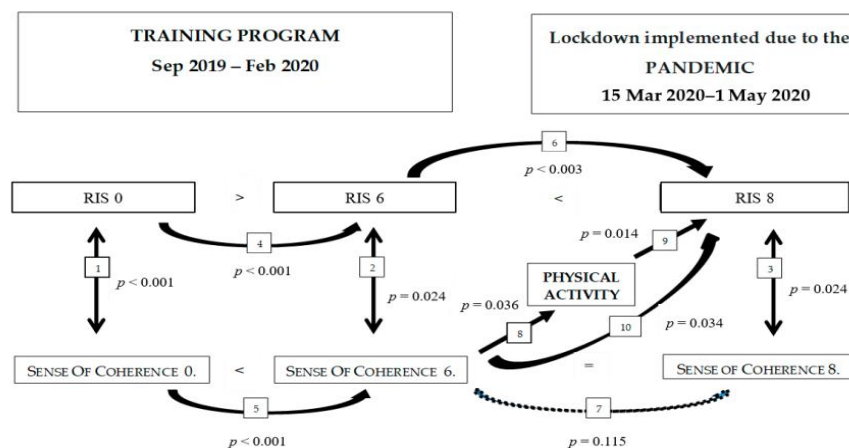 TRAINING PROGRAM
Sep 2019 – Feb 2020
Lockdown implemented due to the
PANDEMIC
15 Mar 2020–1 May 2020
6
p < 0.003
RIS 0
>
RIS 6
<
RIS 8
4
p < 0.001
p = 0.014
9
1
p < 0.001
2
p = 0.024
PHYSICAL
ACTIVITY
3
p = 0.024
p = 0.036
8
10
p = 0.034
SENSE OF COHERENCE 0.
<
SENSE OF COHERENCE 6.
=
SENSE OF COHERENCE 8.
5
p < 0.001
7
p = 0.115